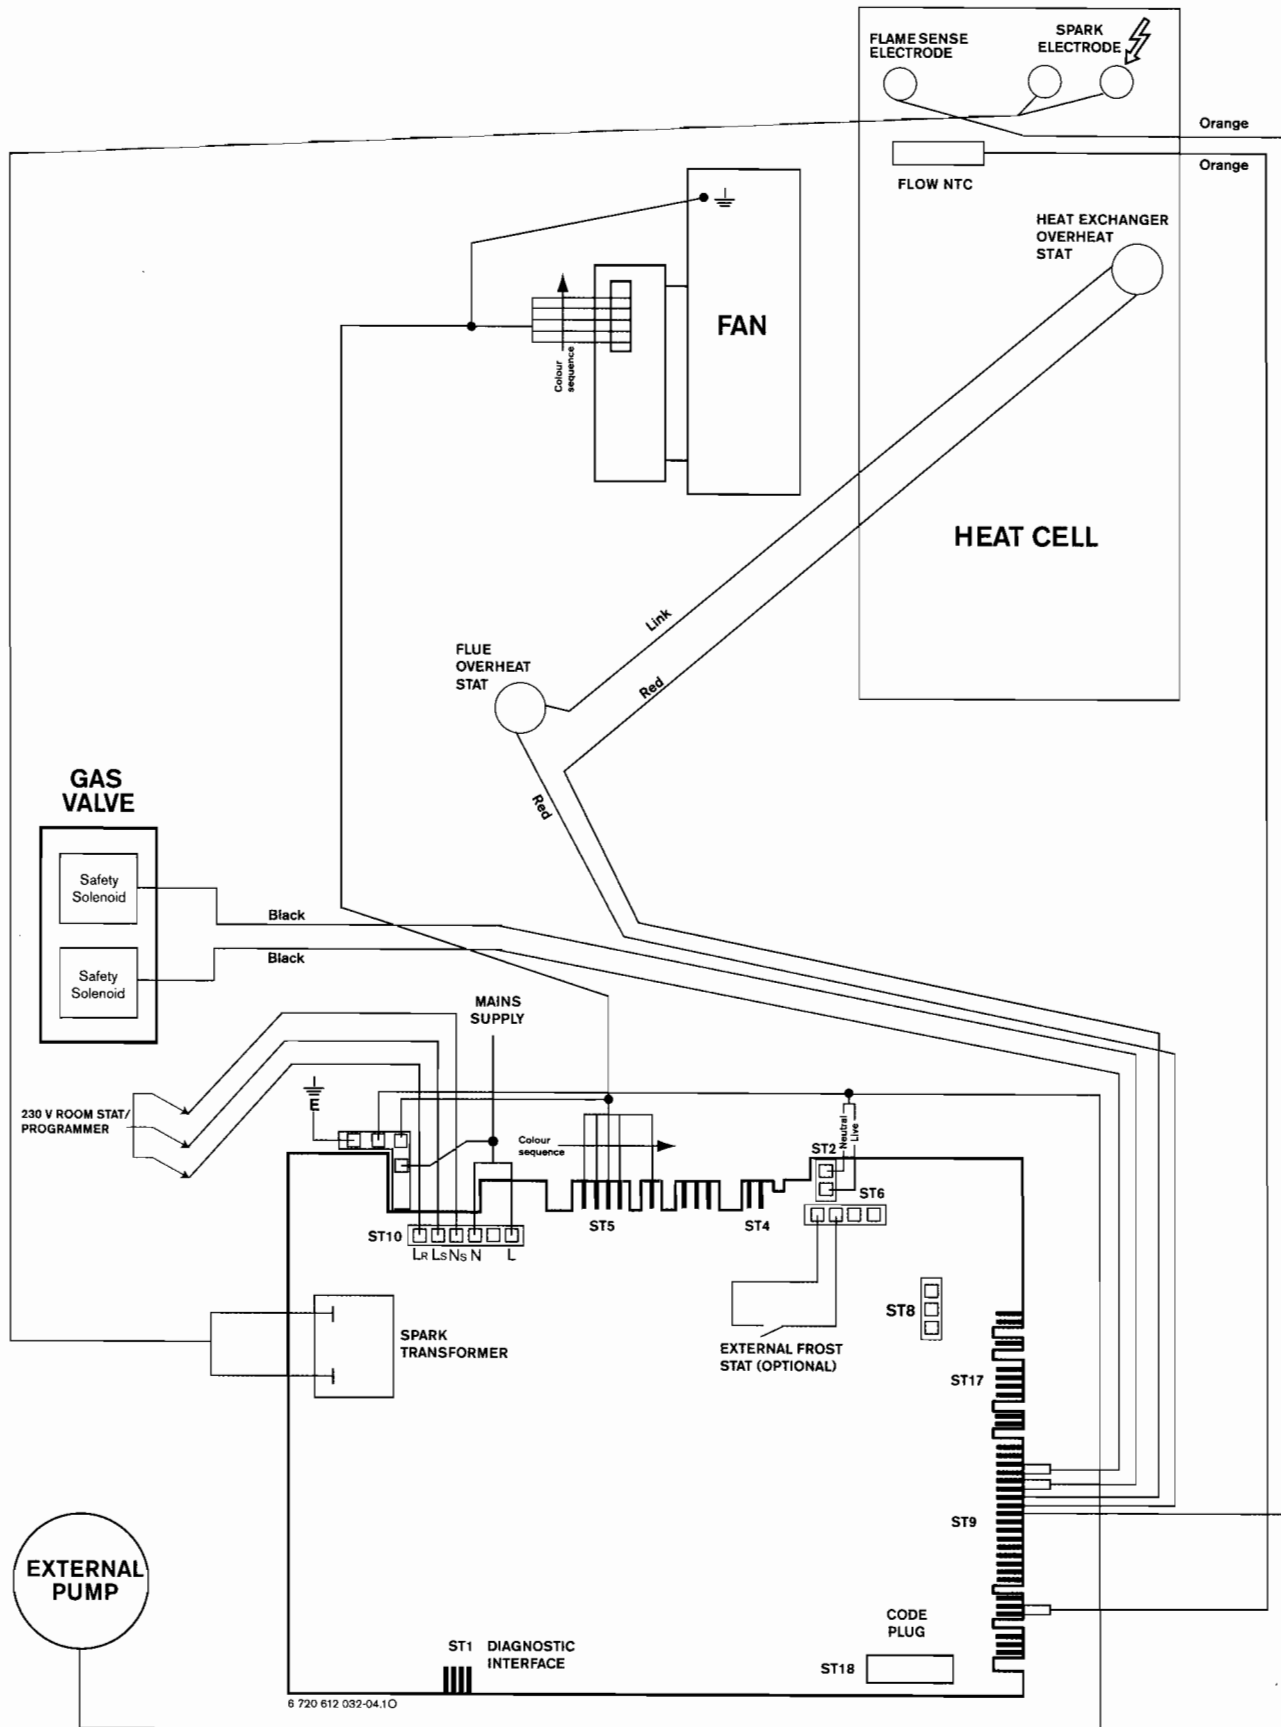 FLAME SENSE
ELECTRODE
SPARK
ELECTRODE
Orange
Orange
FLOW NTC
HEAT EXCHANGER
OVERHEAT
STAT
FAN
Colour
sequence
HEAT CELL
Link
Red
FLUE
OVERHEAT
STAT
Red
GAS
VALVE
Safety
Solenoid
Black
Safety
Solenoid
Black
MAINS
SUPPLY
230 V ROOM STAT/
PROGRAMMER
E
Colour
sequence
Neutral
Live
ST2
ST6
ST10
LR LS NS N L
ST5
ST4
ST8
SPARK
TRANSFORMER
EXTERNAL FROST
STAT (OPTIONAL)
ST17
ST9
EXTERNAL
PUMP
CODE
PLUG
ST1 DIAGNOSTIC
INTERFACE
ST18
6 720 612 032-04.1O